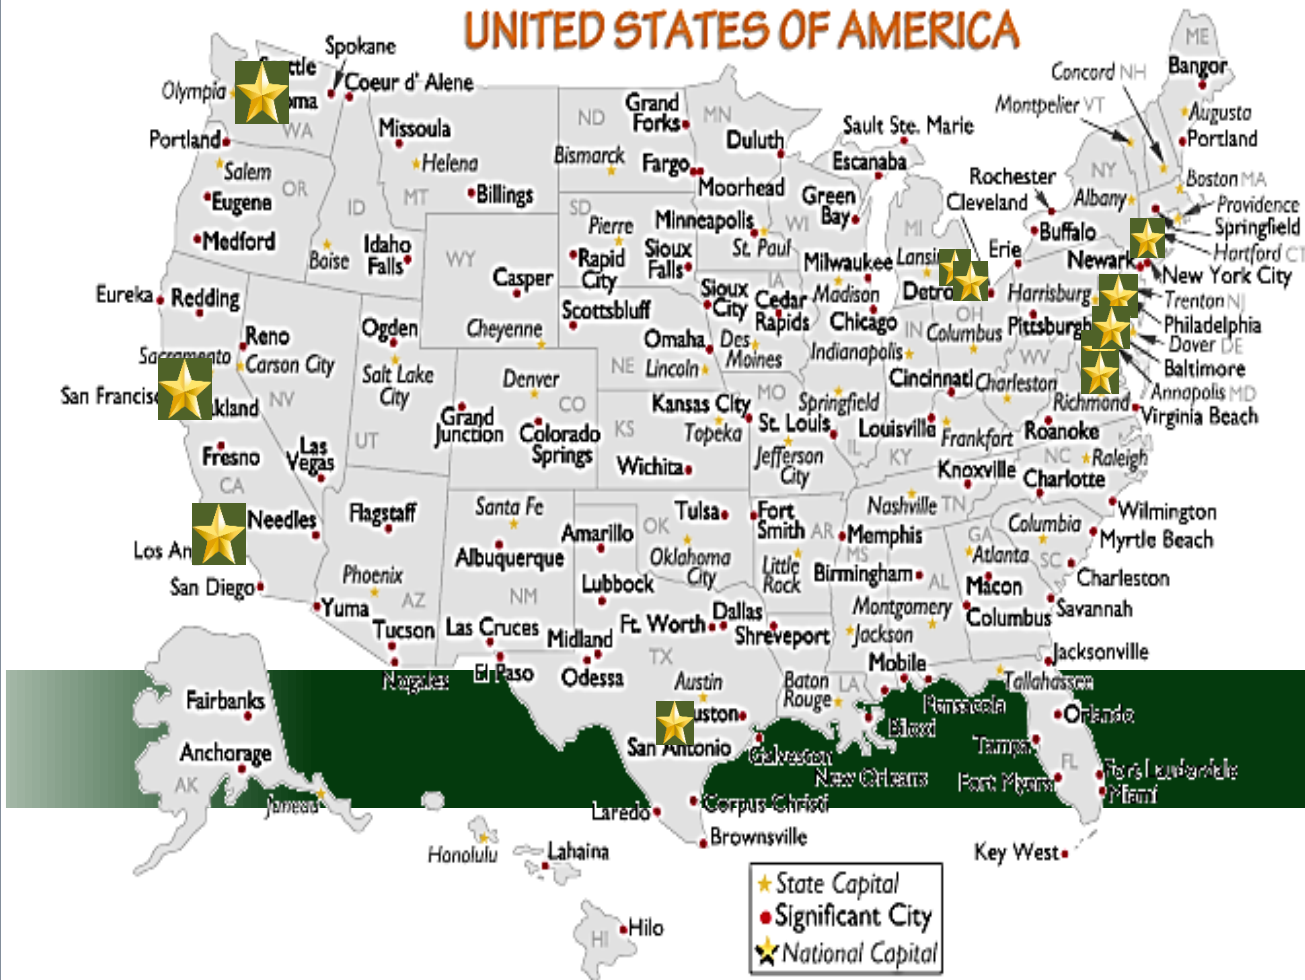 UNITED STATES OF AMERICA
Spokane
Coeur d' Alene
Olympia
WA
Portland
Salem
OR
Eugene
Medford
Missoula
Helena
MT
Billings
ID
Boise
Idaho
Falls
WY
Casper
Cheyenne
ND
Bismarck
Grand
Forks
Fargo
MN
Duluth
Moorhead
SD
Pierre
Rapid
City
Sioux
Falls
Minneapolis
St. Paul
Sault Ste. Marie
Escanaba
Green
Bay
WI
MI
Milwaukee
Madison
Chicago
Rochester
Cleveland
Buffalo
Erie
Concord NH
Montpelier VT
ME
Bangor
Augusta
Portland
NY
Albany
Boston MA
Providence
Springfield
Hartford CT
Newark
New York City
Harrisburg
Trenton NJ
Pittsburgh
Philadelphia
Dover DE
Baltimore
Annapolis MD
Richmond
Virginia Beach
Roanoke
Eureka
Redding
Reno
Sacramento
Carson City
NV
Fresno
Las
Vegas
CA
Needles
San Diego
Ogden
Salt Lake
City
UT
Scottsbluff
Sioux
City
IA
Cedar
Rapids
Omaha
Des
Moines
NE
Lincoln
Denver
CO
Grand
Junction
Colorado
Springs
KS
Kansas City
Topeka
Wichita
MO
St. Louis
Jefferson
City
Springfield
IL
IN
Indianapolis
OH
Columbus
Cincinnati
WV
Charleston
Louisville
Frankfort
KY
Knoxville
NC
Raleigh
Charlotte
Wilmington
Nashville TN
Columbia
SC
Myrtle Beach
Charleston
Savannah
Flagstaff
Phoenix
AZ
Yuma
Tucson
Nogales
Santa Fe
Albuquerque
NM
Las Cruces
El Paso
Amarillo
Lubbock
Midland
Odessa
OK
Tulsa
Oklahoma
City
Fort
Smith
AR
Little
Rock
Memphis
MS
Birmingham
AL
Montgomery
Jackson
GA
Atlanta
Macon
Columbus
Ft. Worth
Dallas
Shreveport
TX
Austin
San Antonio
Galveston
Corpus Christi
Laredo
Brownsville
Baton
Rouge
LA
New Orleans
Mobile
Biloxi
Pensacola
Tallahassee
Jacksonville
Orlando
Tampa
FL
Fort Myers
Fort Lauderdale
Miami
Key West
Fairbanks
Anchorage
AK
Juneau
Honolulu
Lahaina
HI
Hilo
State Capital
Significant City
National Capital